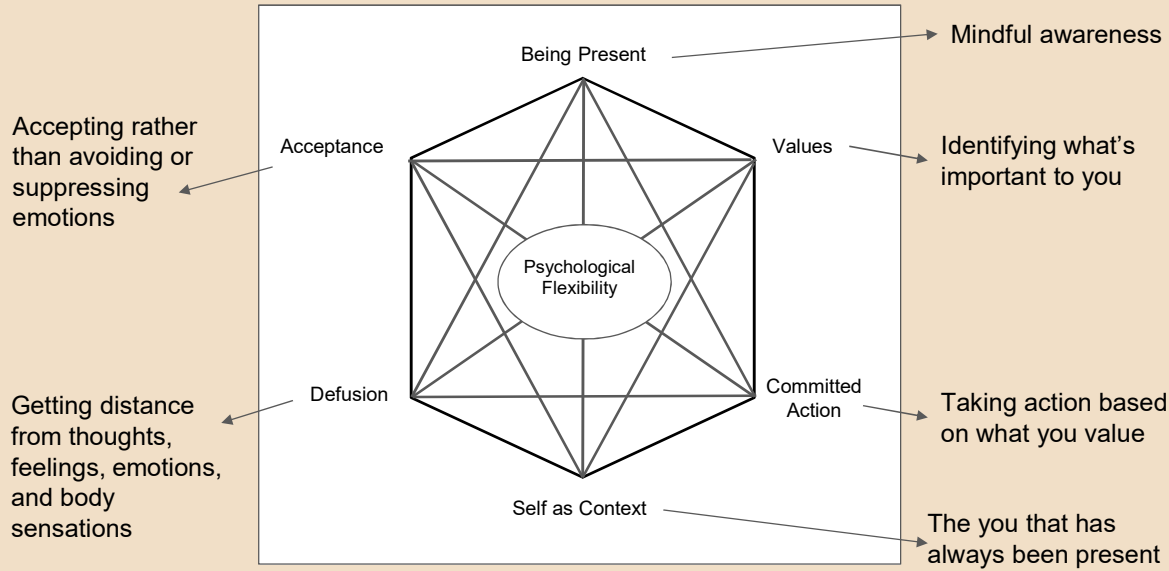 Being Present
Mindful awareness
Accepting rather
than avoiding or
suppressing
emotions
Acceptance
Values
Identifying what's
important to you
Psychological
Flexibility
Getting distance
from thoughts,
feelings, emotions,
and body
sensations
Defusion
Committed
Action
Taking action based
on what you value
Self as Context
The you that has
always been present